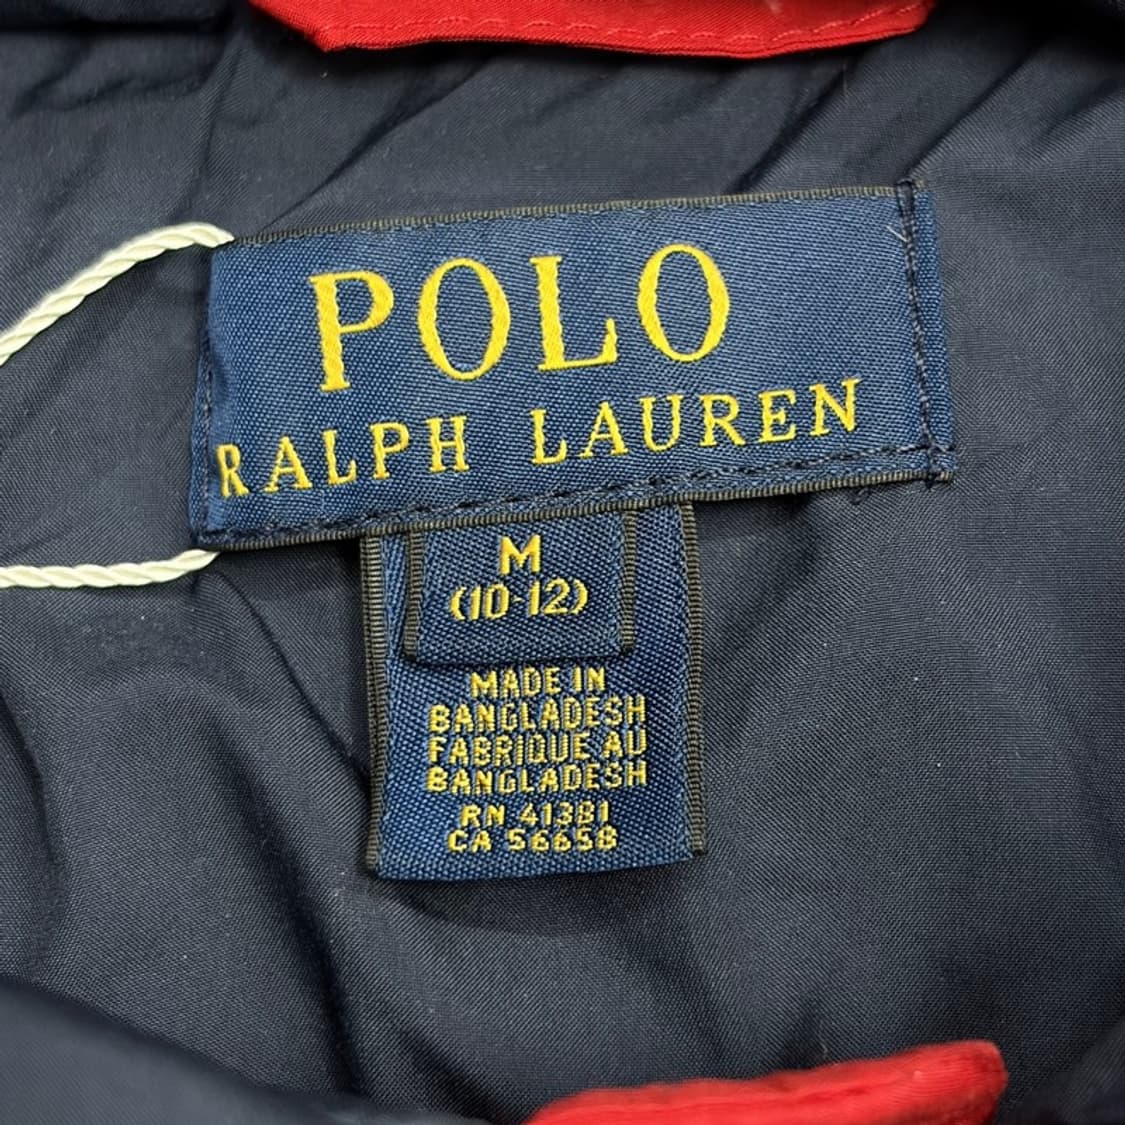 POLO
RALPH LAUREN
M
(10-12)
MADE IN
BANGLADESH
FABRIQUE AU
BANGLADESH
RN 41381
CA 56658